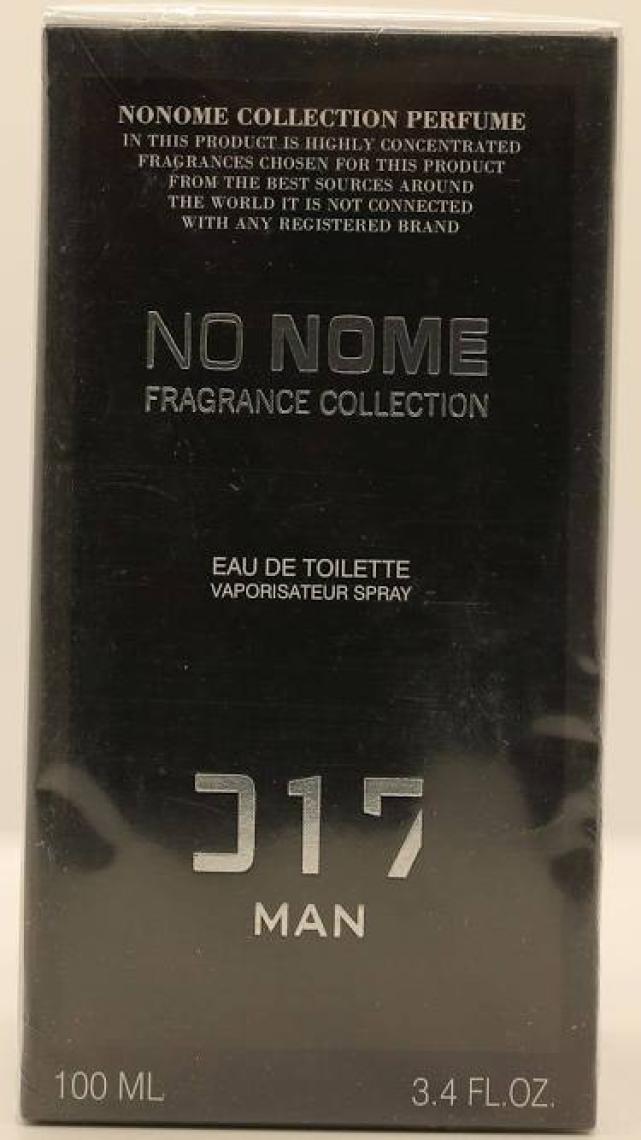 NONOME COLLECTION PERFUME
IN THIS PRODUCT IS HIGHLY CONCENTRATED
FRAGRANCES CHOSEN FOR THIS PRODUCT
FROM THE BEST SOURCES AROUND
THE WORLD IT IS NOT CONNECTED
WITH ANY REGISTERED BRAND
NO NOME
FRAGRANCE COLLECTION
EAU DE TOILETTE
VAPORISATEUR SPRAY
017
MAN
100 ML
3.4 FL.OZ.